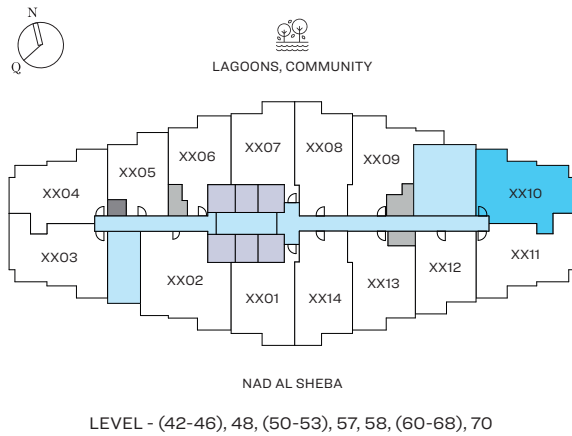 N
Q
LAGOONS, COMMUNITY
XX07 XX08
XX06 XX09
XX05
XX04 XX10
XX03 XX11
XX02 XX12
XX01 XX14 XX13
NAD AL SHEBA
LEVEL - (42-46), 48, (50-53), 57, 58, (60-68), 70